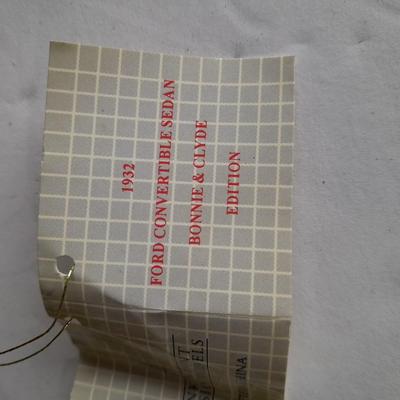 1932
FORD CONVERTIBLE SEDAN
BONNIE & CLYDE
EDITION